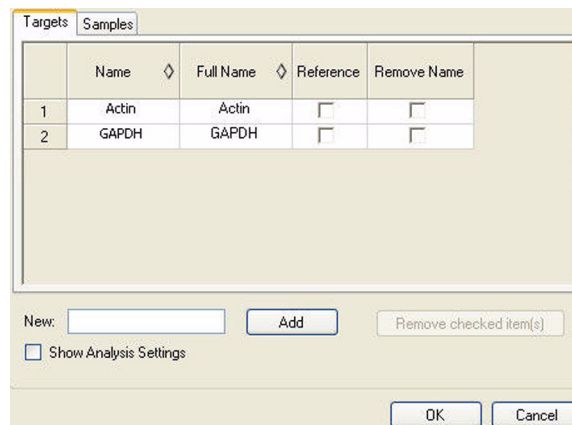 Targets Samples
Name Full Name Reference Remove Name
1 Actin Actin
2 GAPDH GAPDH
New: Add Remove checked item(s)
Show Analysis Settings
OK Cancel